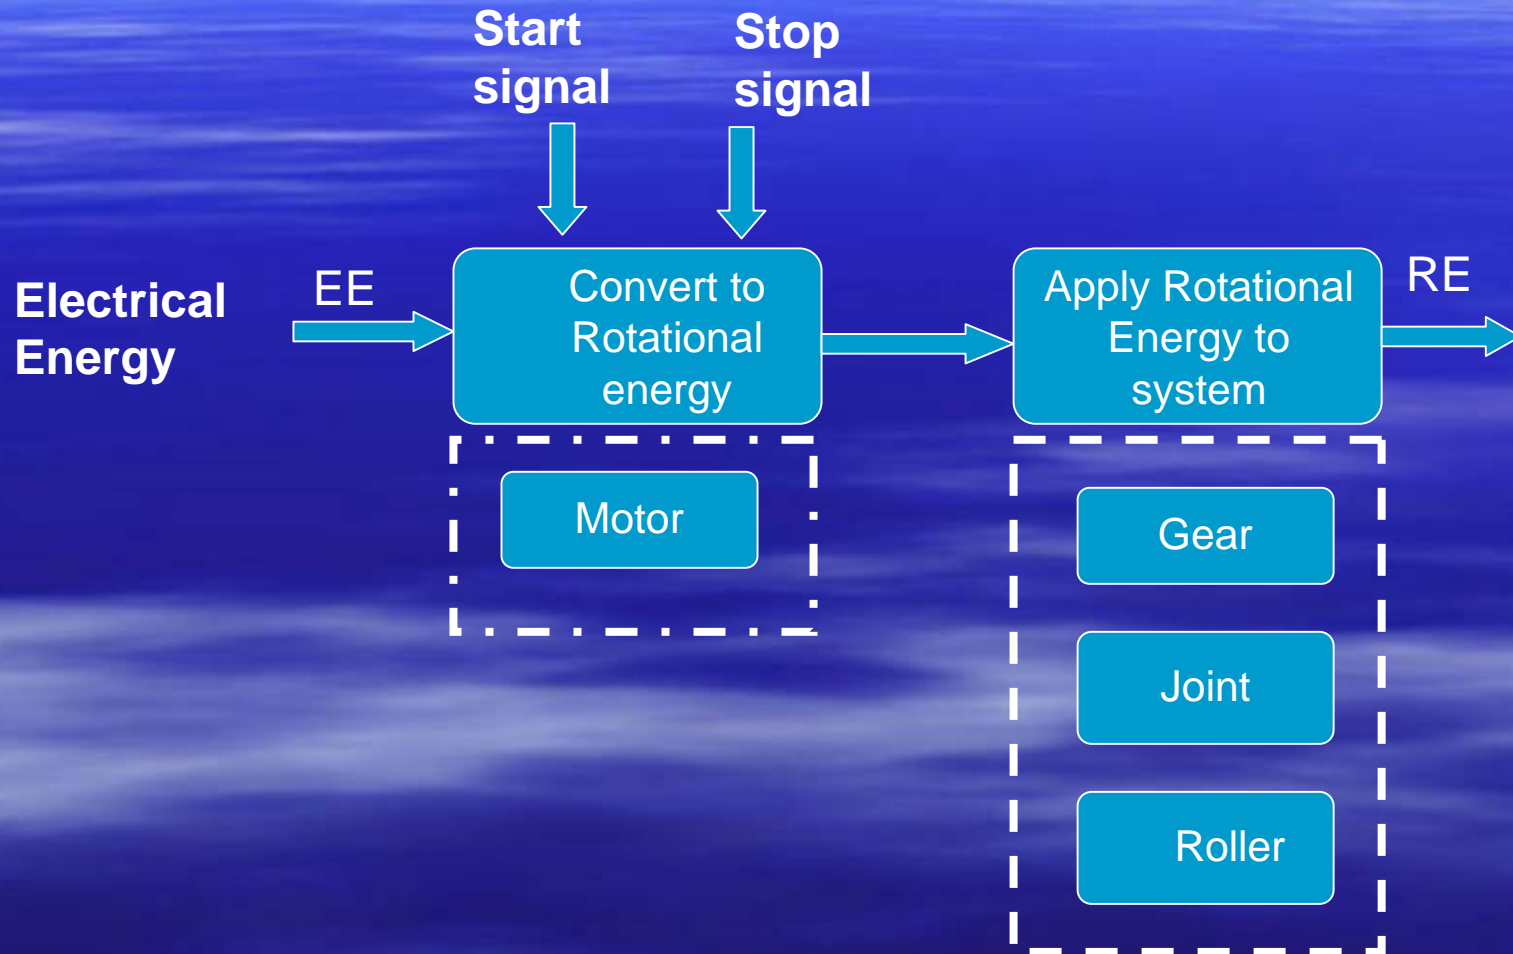 Start
signal
Stop
signal
Electrical
Energy
EE
Convert to
Rotational
energy
Apply Rotational
Energy to
system
RE
Motor
Gear
Joint
Roller